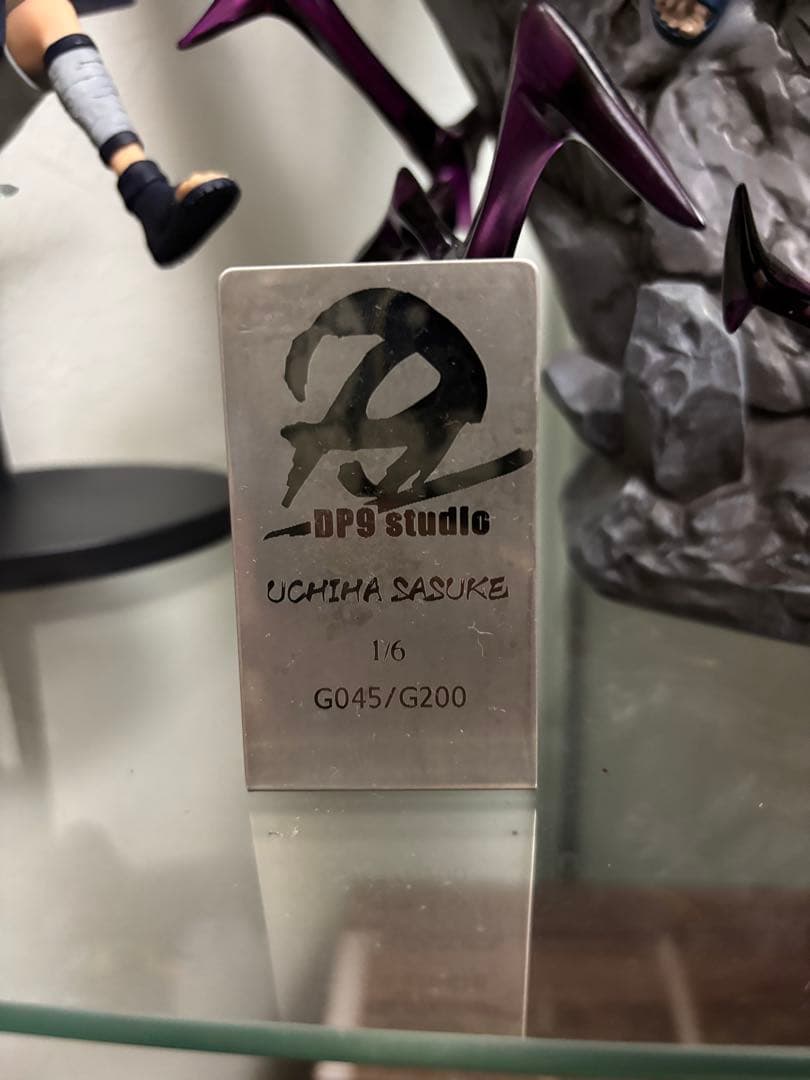 DP9 studio
UCHIHA SASUKE
1/6
G045/G200